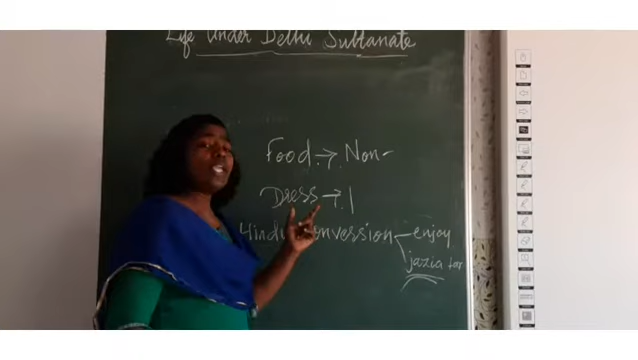 Life Under Delhi Sultanate
Food → Non-
Dress →
Hindu Conversion enjoy
jazia tax